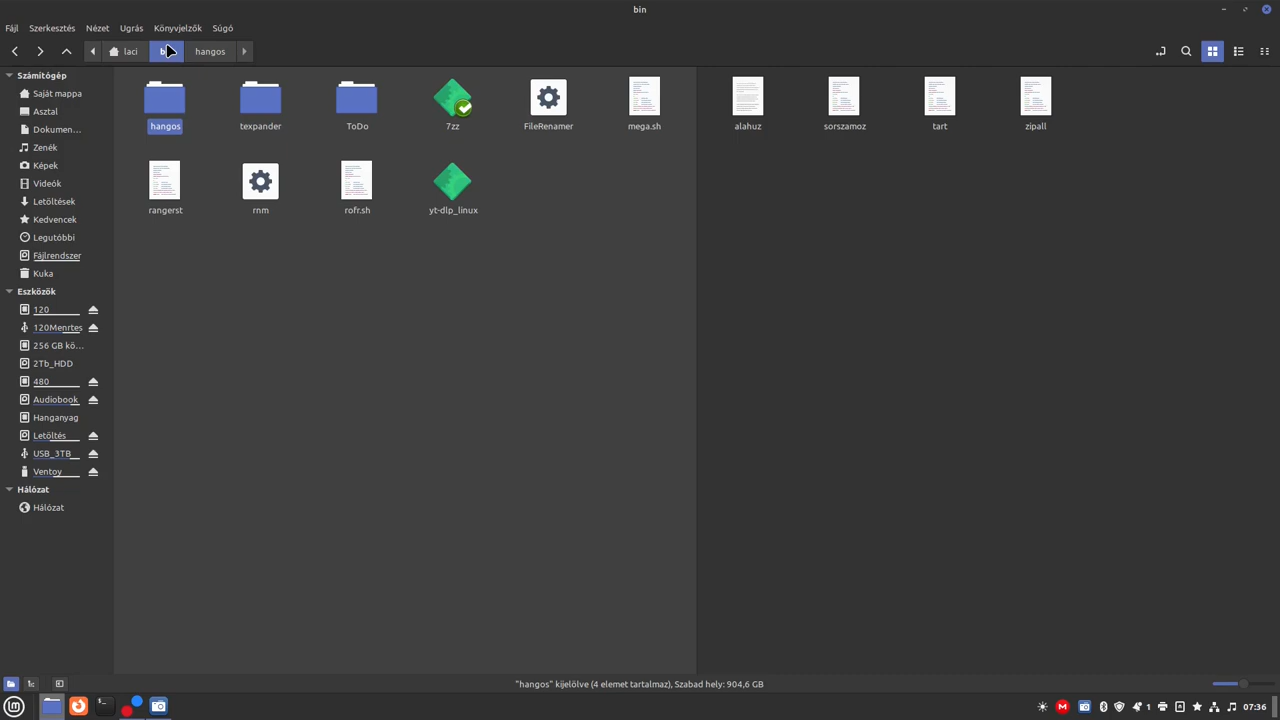 bin
Fájl Szerkesztés Nézet Ugrás Könyvjelzők Súgó
laci
hangos
Számítógép
Saját mappa
Asztal
Dokumen...
Zenék
Képek
Videók
Letöltések
Kedvencek
Legutóbbi
Fájlrendszer
Kuka
Eszközök
120
120Menrtes
256 GB kö...
2Tb_HDD
480
Audiobook
Hanganyag
Letöltés
USB_3TB
Ventoy
Hálózat
Hálózat
hangos texpander ToDo 7zz FileRenamer mega.sh
rangerst rnm rofr.sh yt-dlp_linux
alahuz sorszamoz tart zipall
"hangos" kijelölve (4 elemet tartalmaz), Szabad hely: 904,6 GB
1 07:36